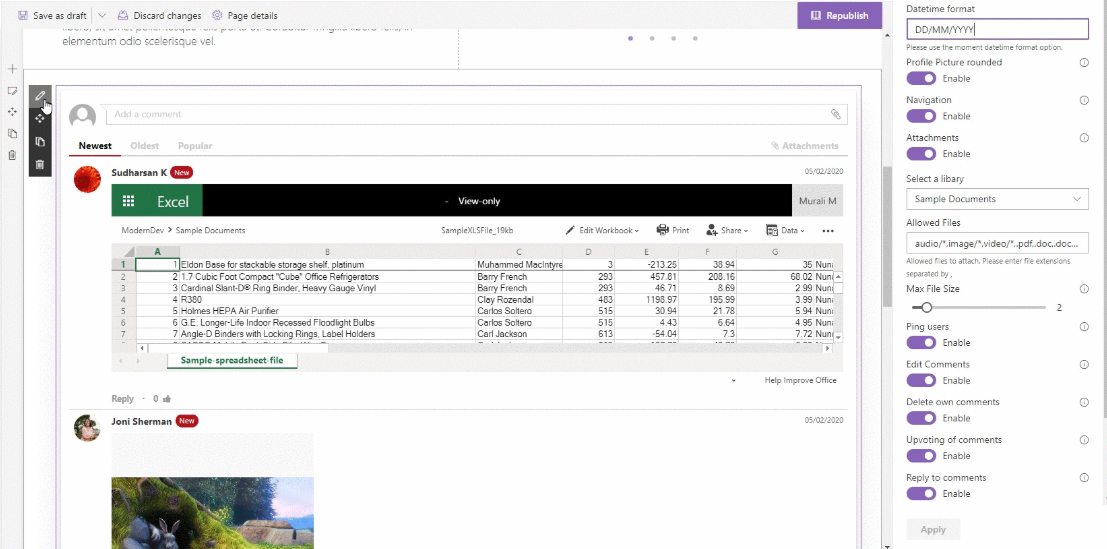 Save as draft
Discard changes
Page details
Republish
elementum odio scelerisque vel.
Add a comment
Newest
Oldest
Popular
Attachments
Sudharsan K New
05/02/2020
Excel
- View-only
Murali M
ModernDev > Sample Documents
SampleXLSFile_19kb
Edit Workbook
Print
Share
Data
A B C D E F G
1 1 Eldon Base for stackable storage shelf, platinum Muhammed MacIntyre 3 -213.25 38.94 35 Nun
2 2 1.7 Cubic Foot Compact "Cube" Office Refrigerators Barry French 293 457.81 208.16 68.02 Nun
3 3 Cardinal Slant-D® Ring Binder, Heavy Gauge Vinyl Barry French 293 46.71 8.69 2.99 Nun
4 4 R380 Clay Rozendal 483 1198.97 195.99 3.99 Nun
5 5 Holmes HEPA Air Purifier Carlos Soltero 515 30.94 21.78 5.94 Nun
6 6 G.E. Longer-Life Indoor Recessed Floodlight Bulbs Carlos Soltero 515 4.43 6.64 4.95 Nun
7 7 Angle-D Binders with Locking Rings, Label Holders Carl Jackson 613 -54.04 7.3 7.72 Nun
Sample-spreadsheet-file
Help Improve Office
Reply · 0
Joni Sherman New
05/02/2020
Datetime format
DD/MM/YYYY
Please use the moment datetime format option.
Profile Picture rounded
Enable
Navigation
Enable
Attachments
Enable
Select a libary
Sample Documents
Allowed Files
audio/*,image/*,video/*,.pdf,.doc,.doc...
Allowed files to attach. Please enter file extensions
separated by ,
Max File Size
2
Ping users
Enable
Edit Comments
Enable
Delete own comments
Enable
Upvoting of comments
Enable
Reply to comments
Enable
Apply